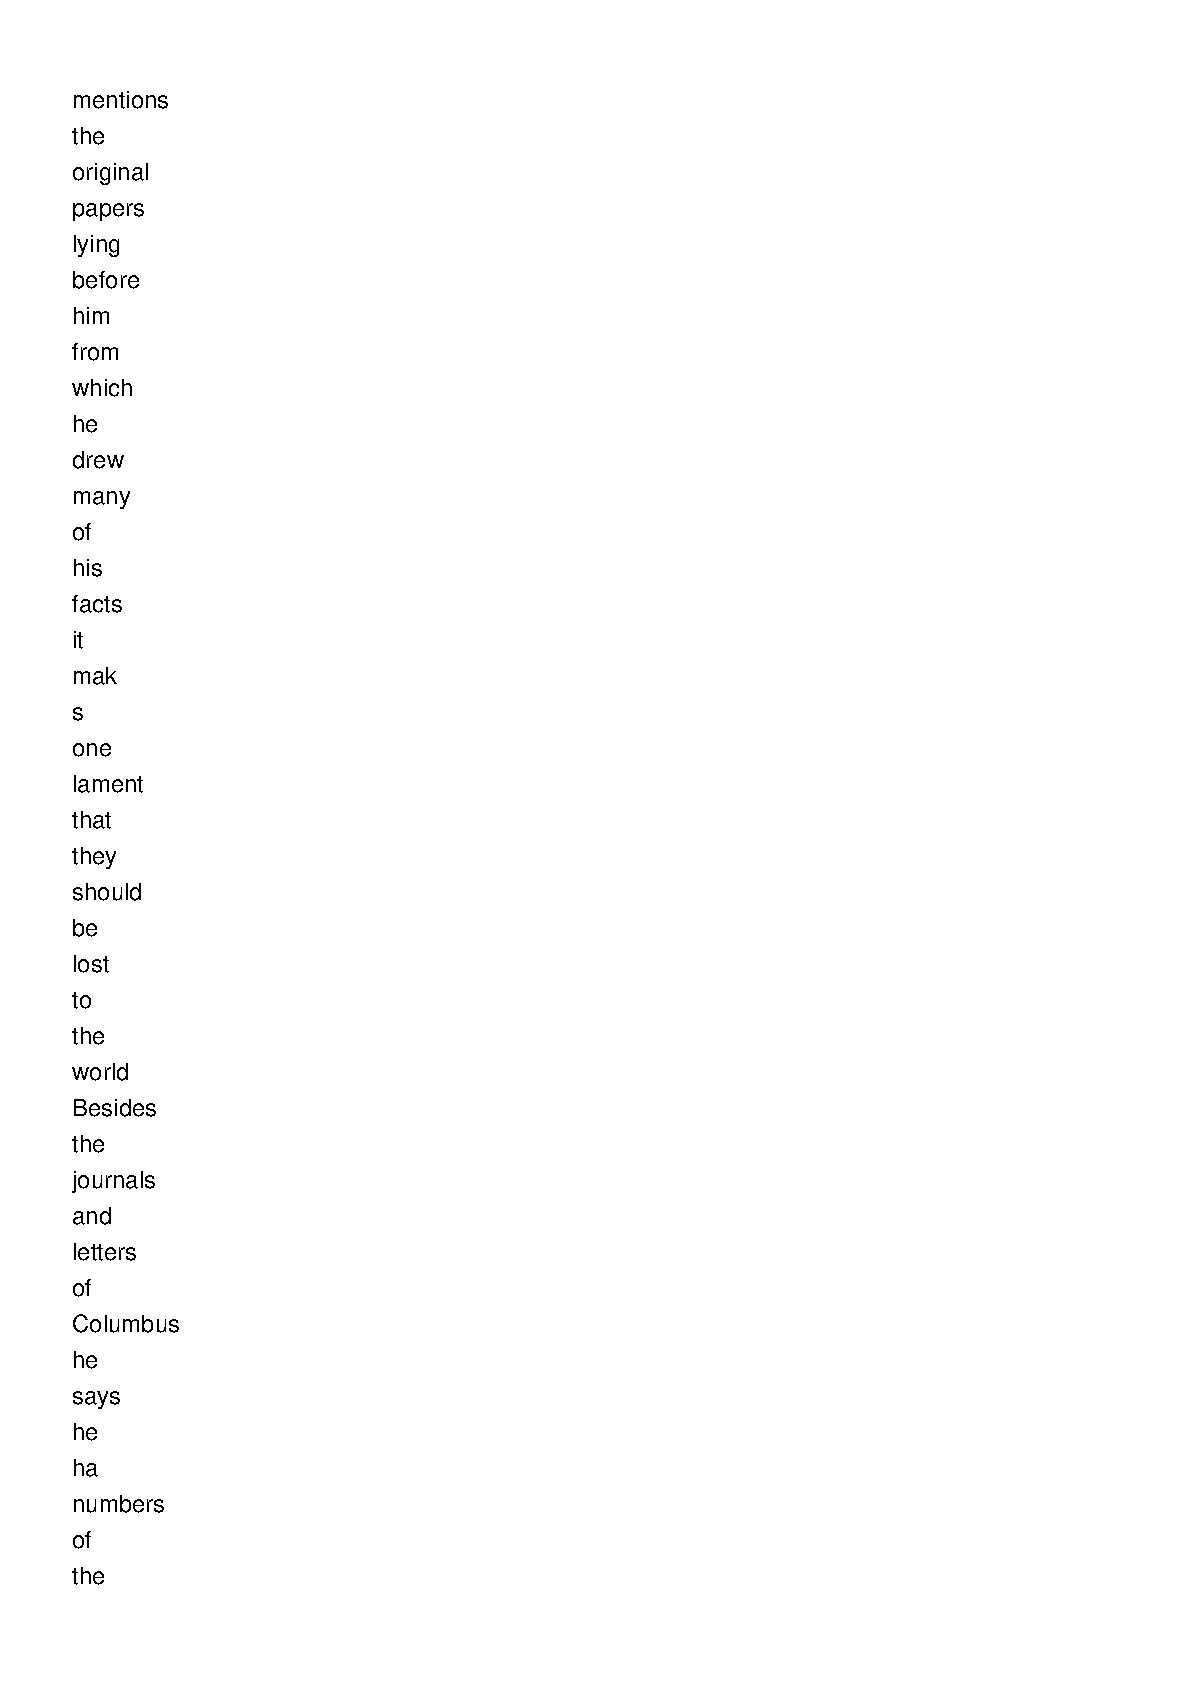 mentions
the
original
papers
lying
before
him
from
which
he
drew
many
of
his
facts
it
mak
s
one
lament
that
they
should
be
lost
to
the
world
Besides
the
journals
and
letters
of
Columbus
he
says
he
ha
numbers
of
the